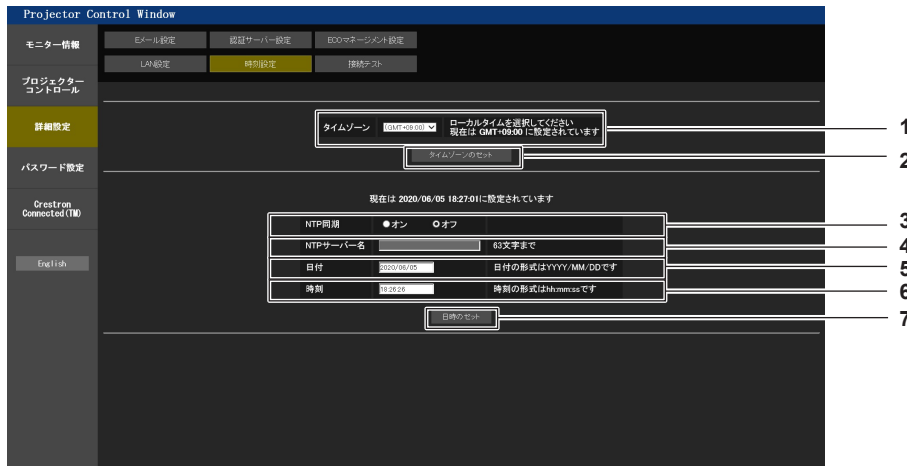 Projector Control Window
モニター情報
プロジェクター
コントロール
詳細設定
パスワード設定
Crestron
Connected(TM)
English
Eメール設定
認証サーバー設定
ECOマネージメント設定
LAN設定
時刻設定
接続テスト
タイムゾーン
(GMT+09:00)
ローカルタイムを選択してください
現在は GMT+09:00 に設定されています
1
タイムゾーンのセット
2
現在は 2020/06/05 18:27:01に設定されています
NTP同期 オン オフ
3
NTPサーバー名 63文字まで
4
日付 2020/06/05 日付の形式はYYYY/MM/DDです
5
時刻 18:26:26 時刻の形式はhh:mm:ssです
6
日時のセット
7